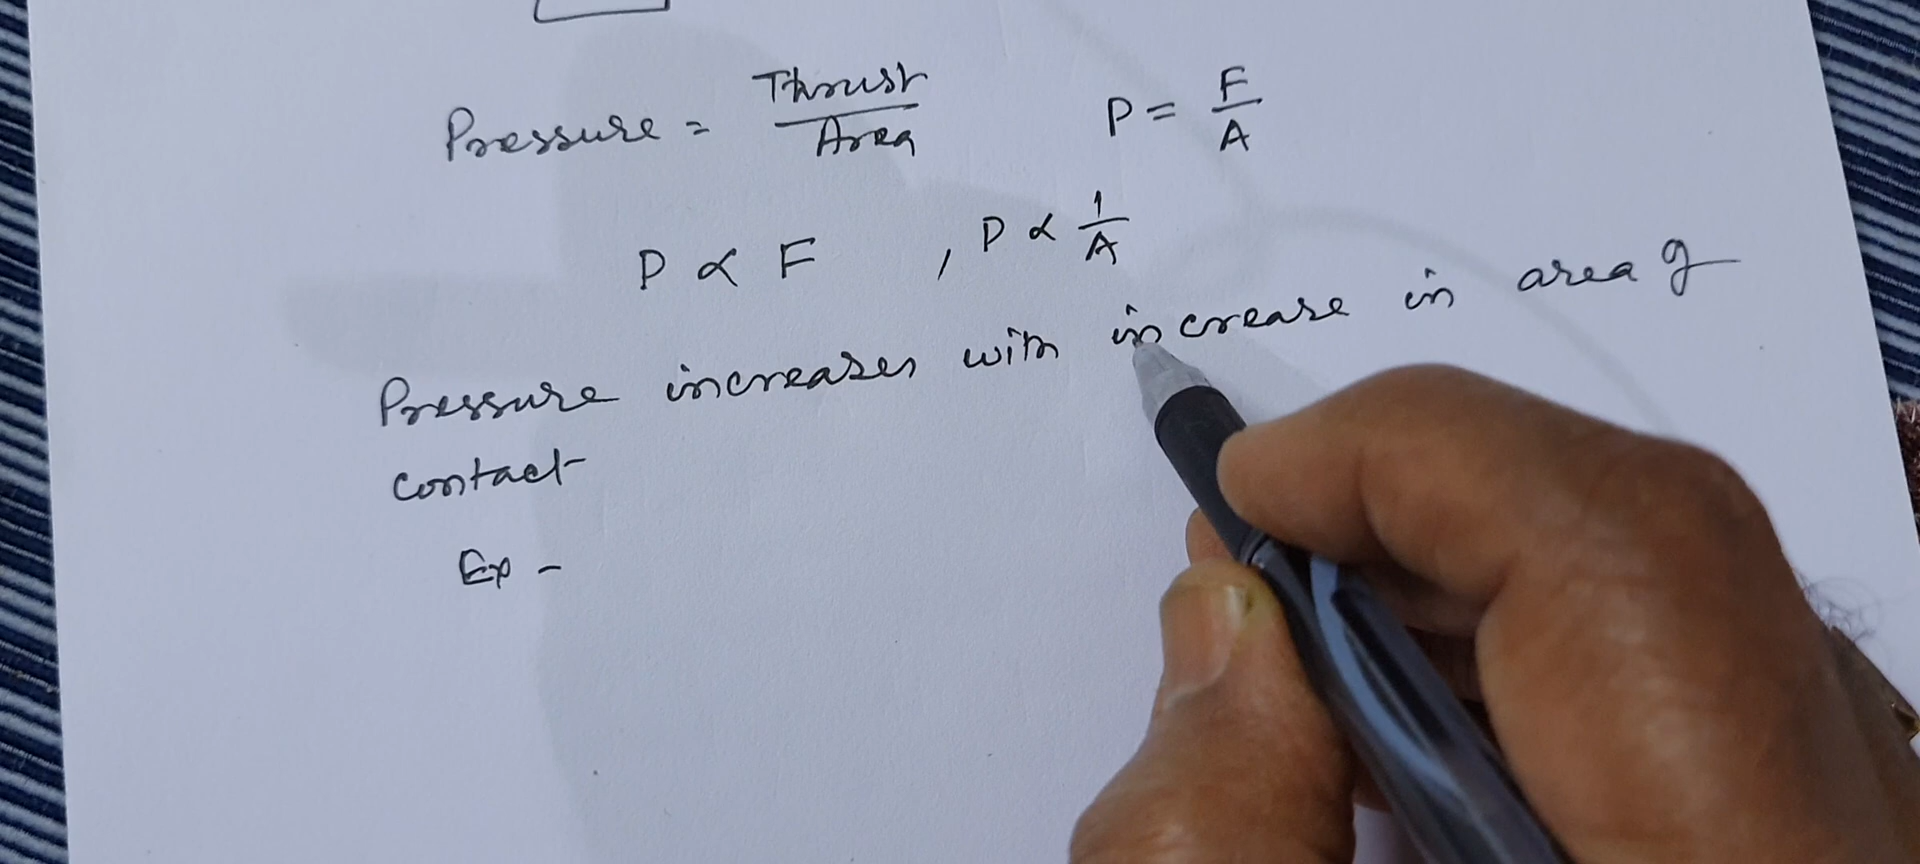 Pressure = Thrust / Area P = F / A
P ∝ F , P ∝ 1 / A
Pressure increases with increase in area of
contact
Ex -